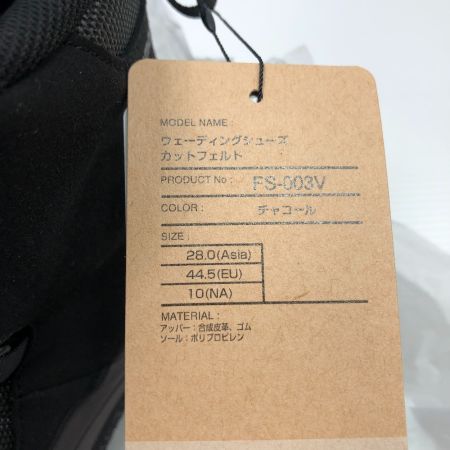 MODEL NAME :
ウェーディングシューズ
カットフェルト
PRODUCT No : FS-003V
COLOR : チャコール
SIZE :
28.0(Asia)
44.5(EU)
10(NA)
MATERIAL :
アッパー：合成皮革、ゴム
ソール：ポリプロピレン